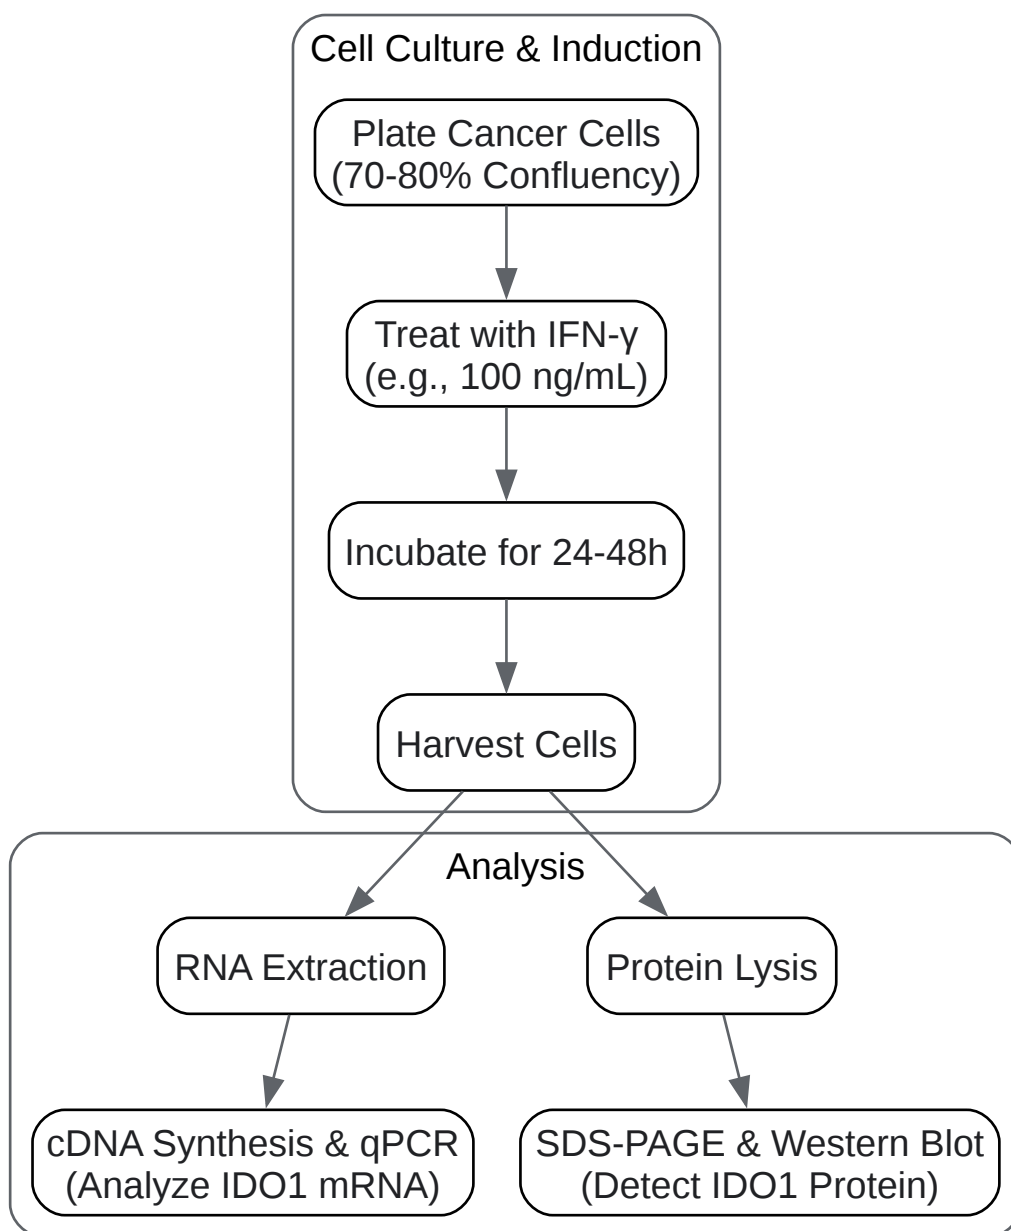 Cell Culture & Induction
Plate Cancer Cells
(70-80% Confluency)
Treat with IFN-γ
(e.g., 100 ng/mL)
Incubate for 24-48h
Harvest Cells
Analysis
RNA Extraction
Protein Lysis
cDNA Synthesis & qPCR
(Analyze IDO1 mRNA)
SDS-PAGE & Western Blot
(Detect IDO1 Protein)